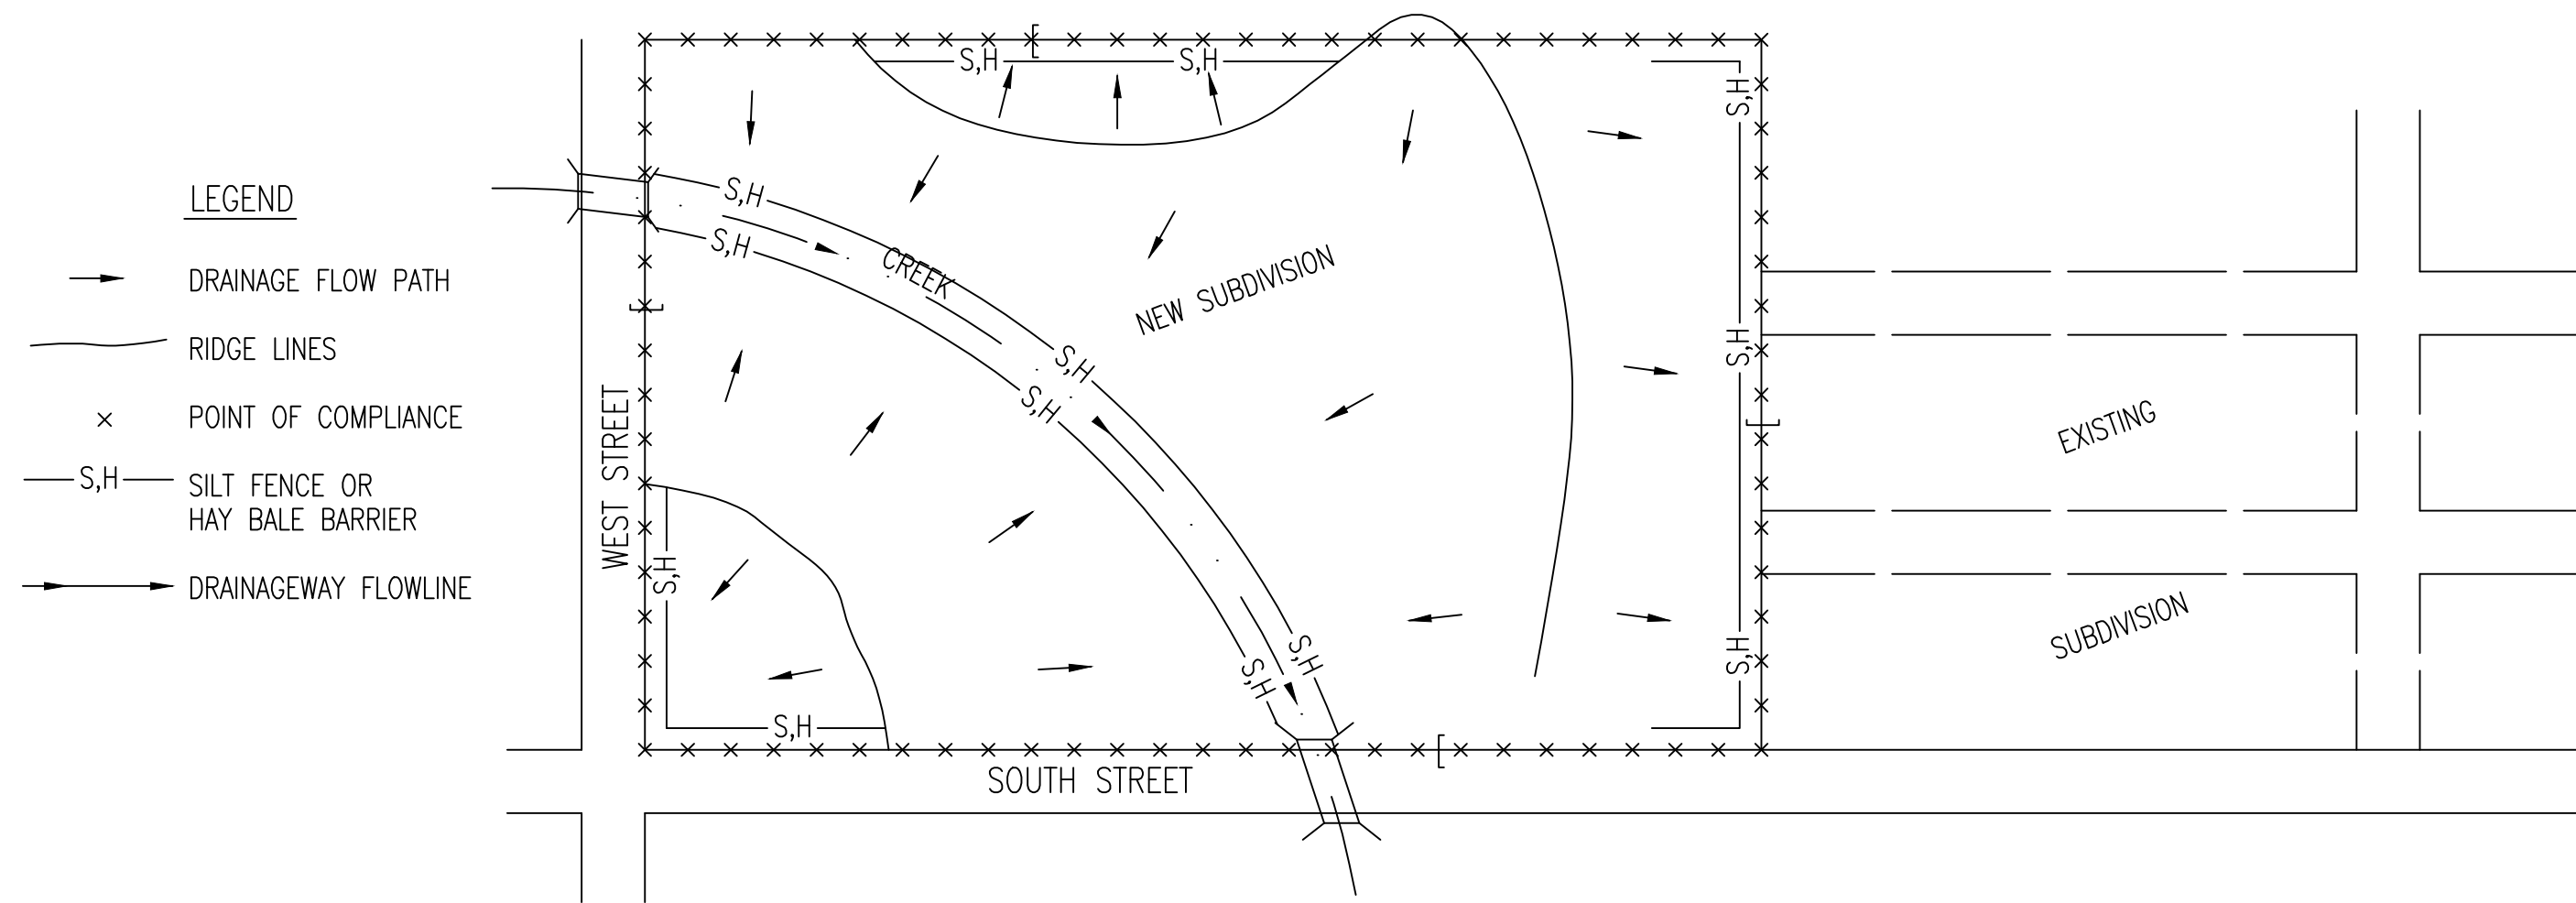 LEGEND
DRAINAGE FLOW PATH
RIDGE LINES
POINT OF COMPLIANCE
S,H
SILT FENCE OR
HAY BALE BARRIER
DRAINAGEWAY FLOWLINE
WEST STREET
S,H
S,H
S,H
S,H
S,H
CREEK
S,H
S,H
NEW SUBDIVISION
S,H
S,H
S,H
S,H
S,H
S,H
S,H
SOUTH STREET
EXISTING
SUBDIVISION